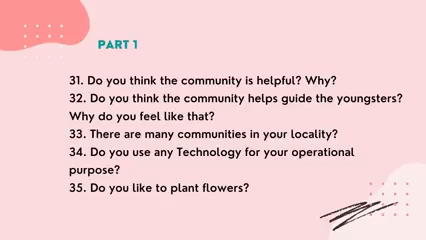 PART 1
31. Do you think the community is helpful? Why?
32. Do you think the community helps guide the youngsters?
Why do you feel like that?
33. There are many communities in your locality?
34. Do you use any Technology for your operational
purpose?
35. Do you like to plant flowers?